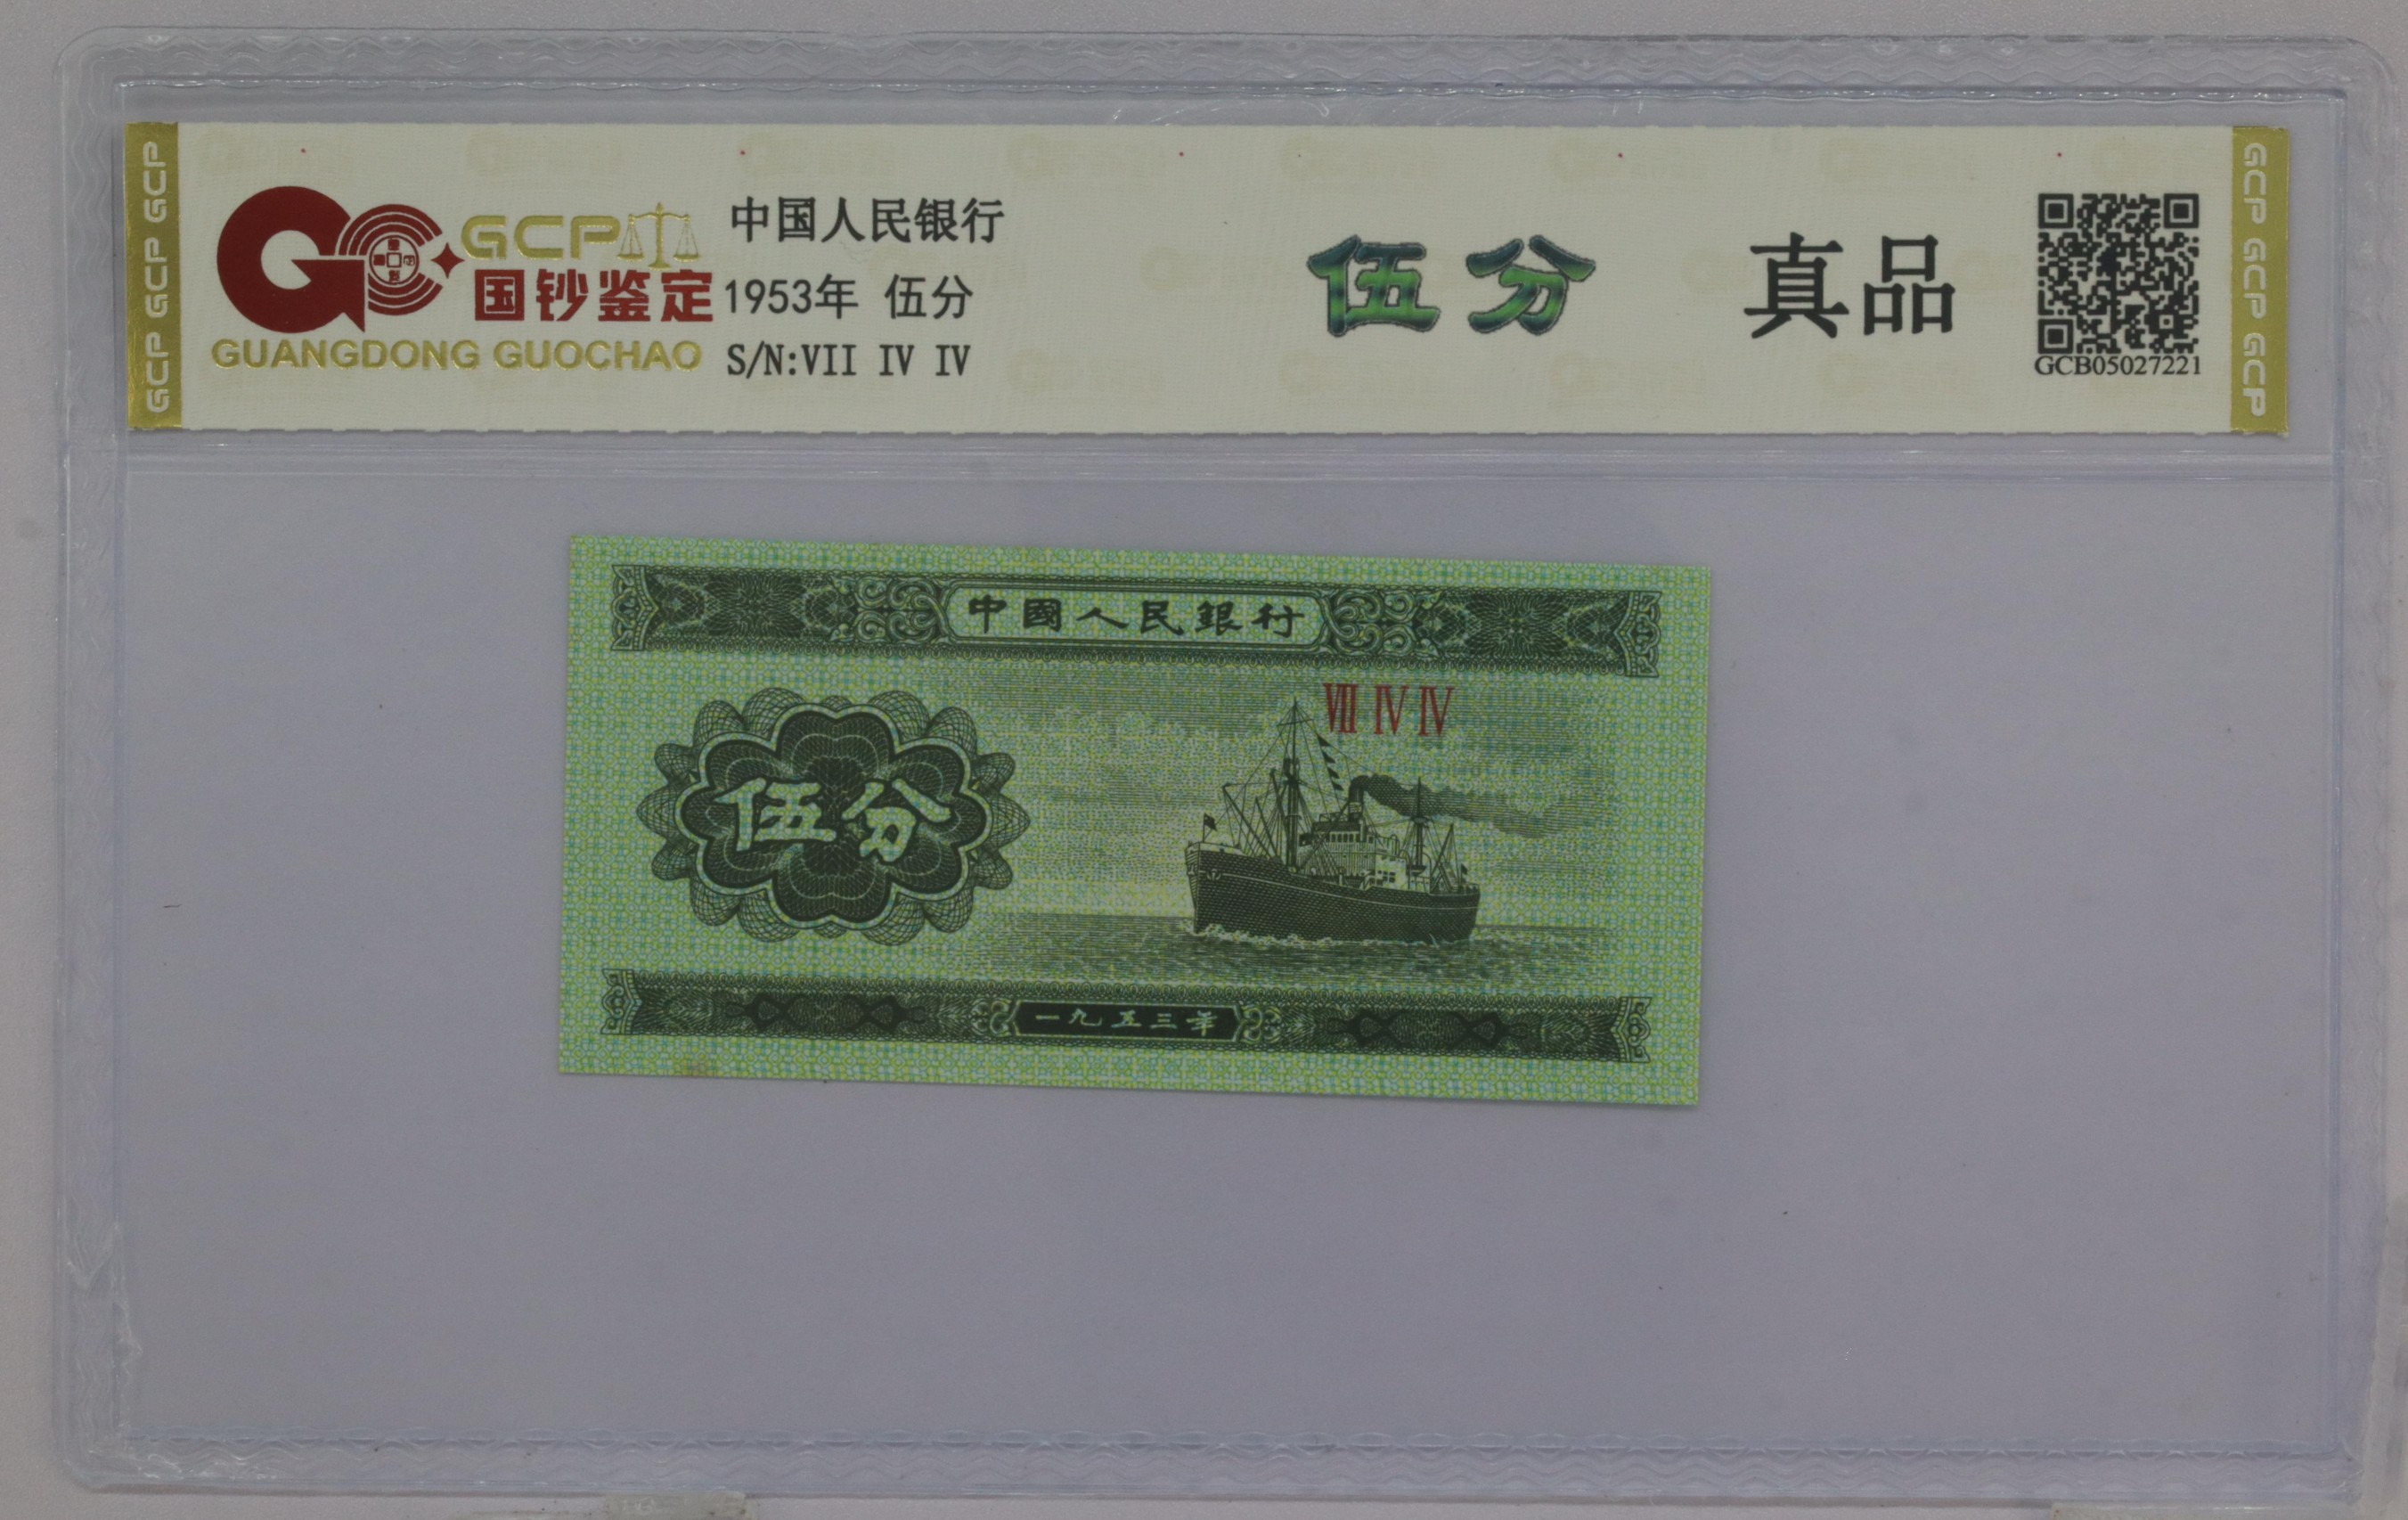 GCP GCP GCP
GCP
国钞鉴定
GUANGDONG GUOCHAO
中国人民银行
1953年 伍分
S/N:VII IV IV
伍分
真品
GCB05027221
GCP GCP GCP
中國人民銀行
VII IV IV
伍分
一九五三年